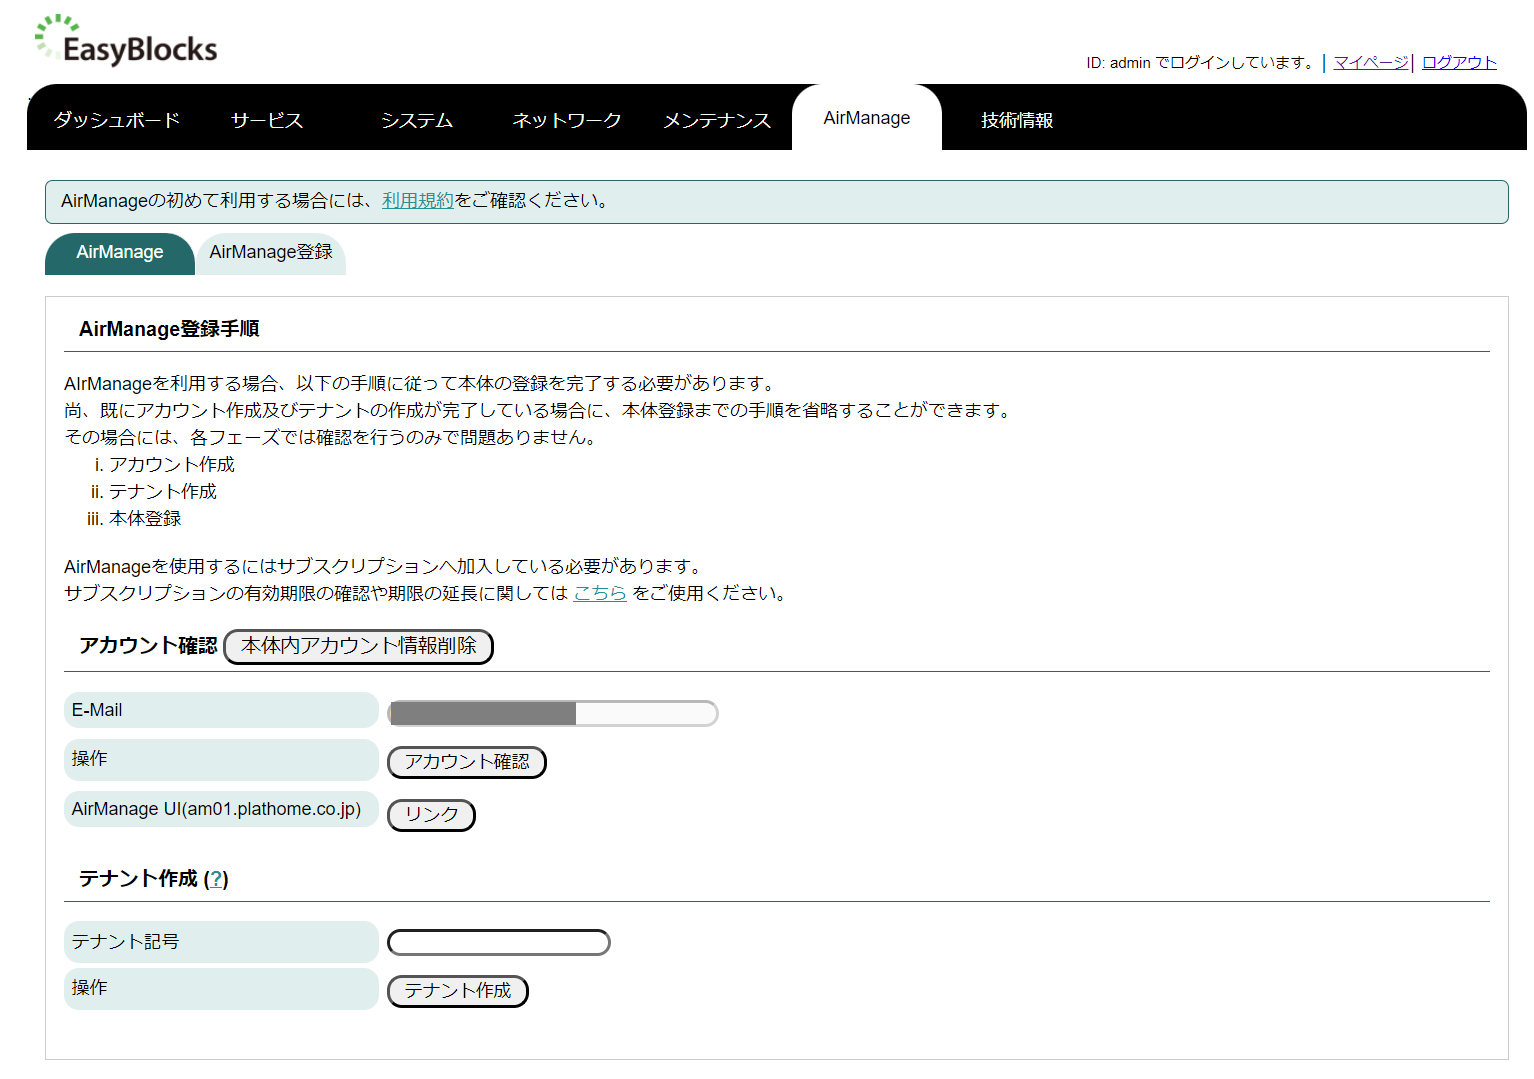 EasyBlocks
ID: admin でログインしています。 マイページ ログアウト
ダッシュボード サービス システム ネットワーク メンテナンス AirManage 技術情報
AirManageの初めて利用する場合には、利用規約をご確認ください。
AirManage AirManage登録
AirManage登録手順
AIrManageを利用する場合、以下の手順に従って本体の登録を完了する必要があります。
尚、既にアカウント作成及びテナントの作成が完了している場合に、本体登録までの手順を省略することができます。
その場合には、各フェーズでは確認を行うのみで問題ありません。
i. アカウント作成
ii. テナント作成
iii. 本体登録
AirManageを使用するにはサブスクリプションへ加入している必要があります。
サブスクリプションの有効期限の確認や期限の延長に関しては こちら をご使用ください。
アカウント確認 本体内アカウント情報削除
E-Mail
操作 アカウント確認
AirManage UI(am01.plathome.co.jp) リンク
テナント作成 (?)
テナント記号
操作 テナント作成